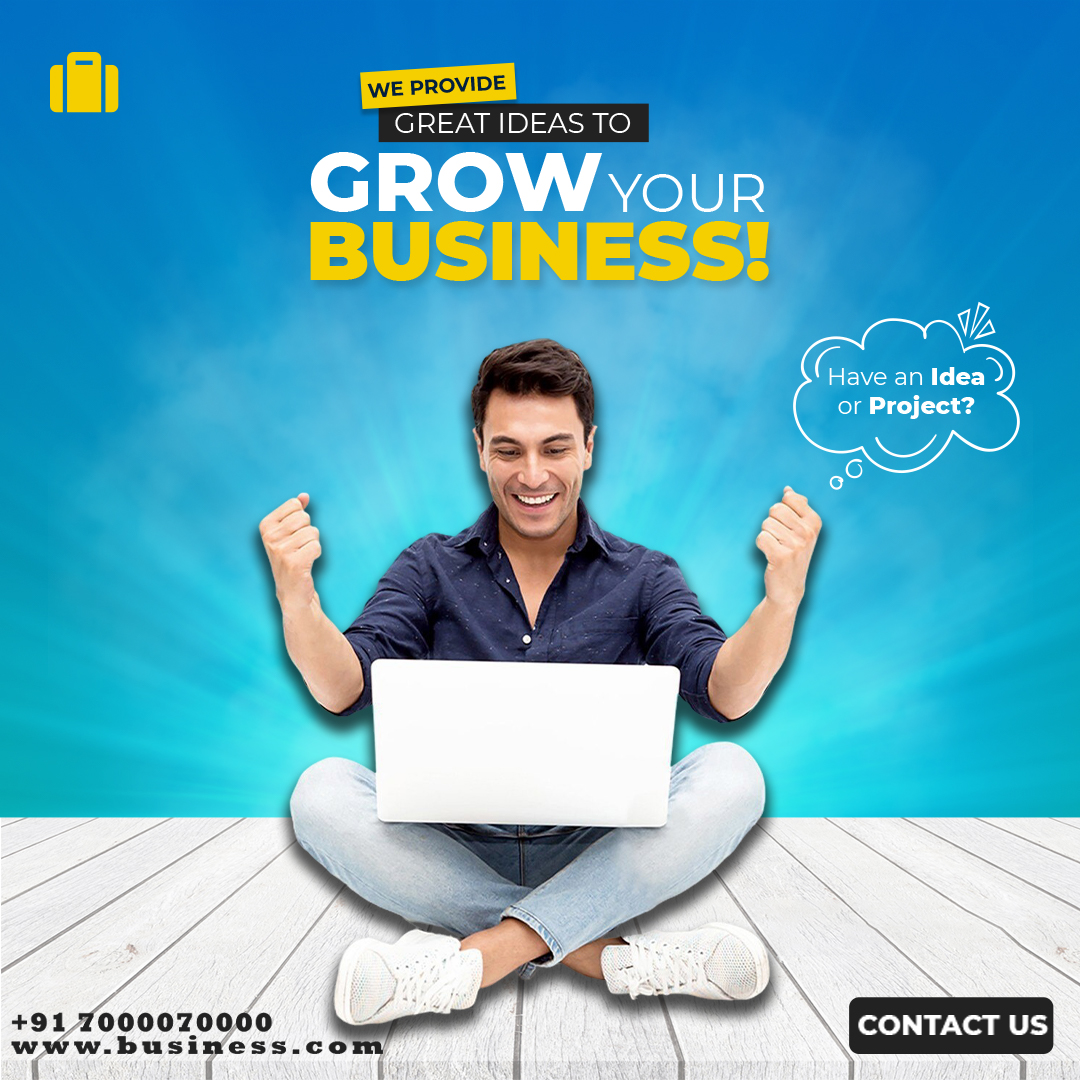 WE PROVIDE
GREAT IDEAS TO
GROW YOUR
BUSINESS!
Have an Idea
or Project?
+91 7000070000
www.business.com
CONTACT US